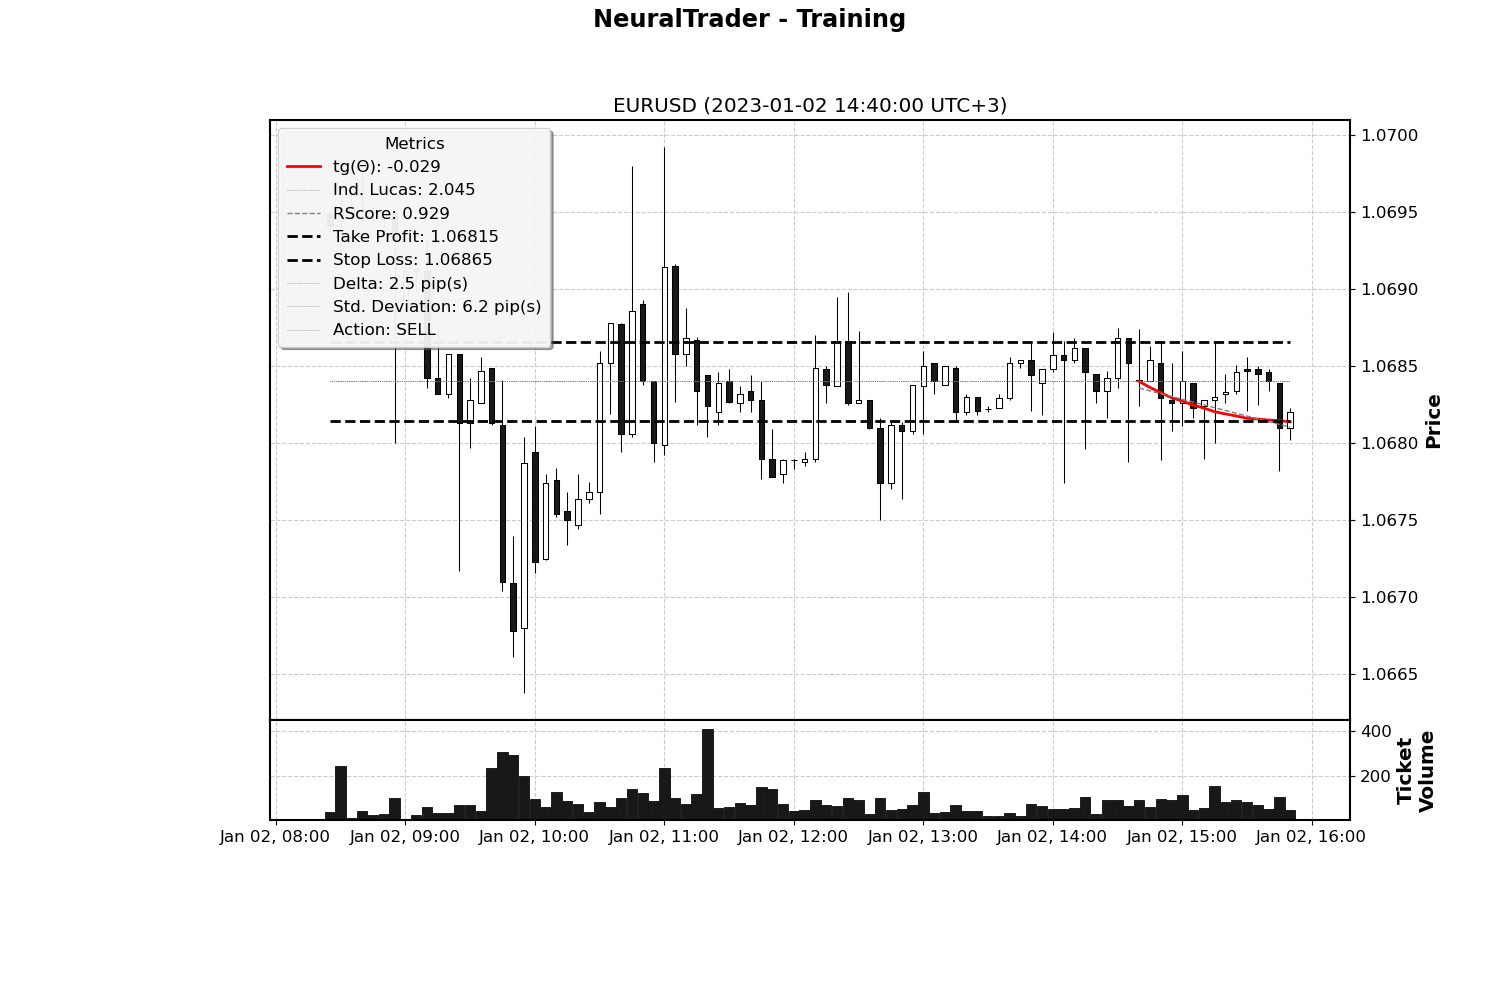 NeuralTrader - Training
EURUSD (2023-01-02 14:40:00 UTC+3)
Metrics
tg(Θ): -0.029
Ind. Lucas: 2.045
RScore: 0.929
Take Profit: 1.06815
Stop Loss: 1.06865
Delta: 2.5 pip(s)
Std. Deviation: 6.2 pip(s)
Action: SELL
1.0700
1.0695
1.0690
1.0685
1.0680
1.0675
1.0670
1.0665
Price
400
200
Ticket
Volume
Jan 02, 08:00 Jan 02, 09:00 Jan 02, 10:00 Jan 02, 11:00 Jan 02, 12:00 Jan 02, 13:00 Jan 02, 14:00 Jan 02, 15:00 Jan 02, 16:00